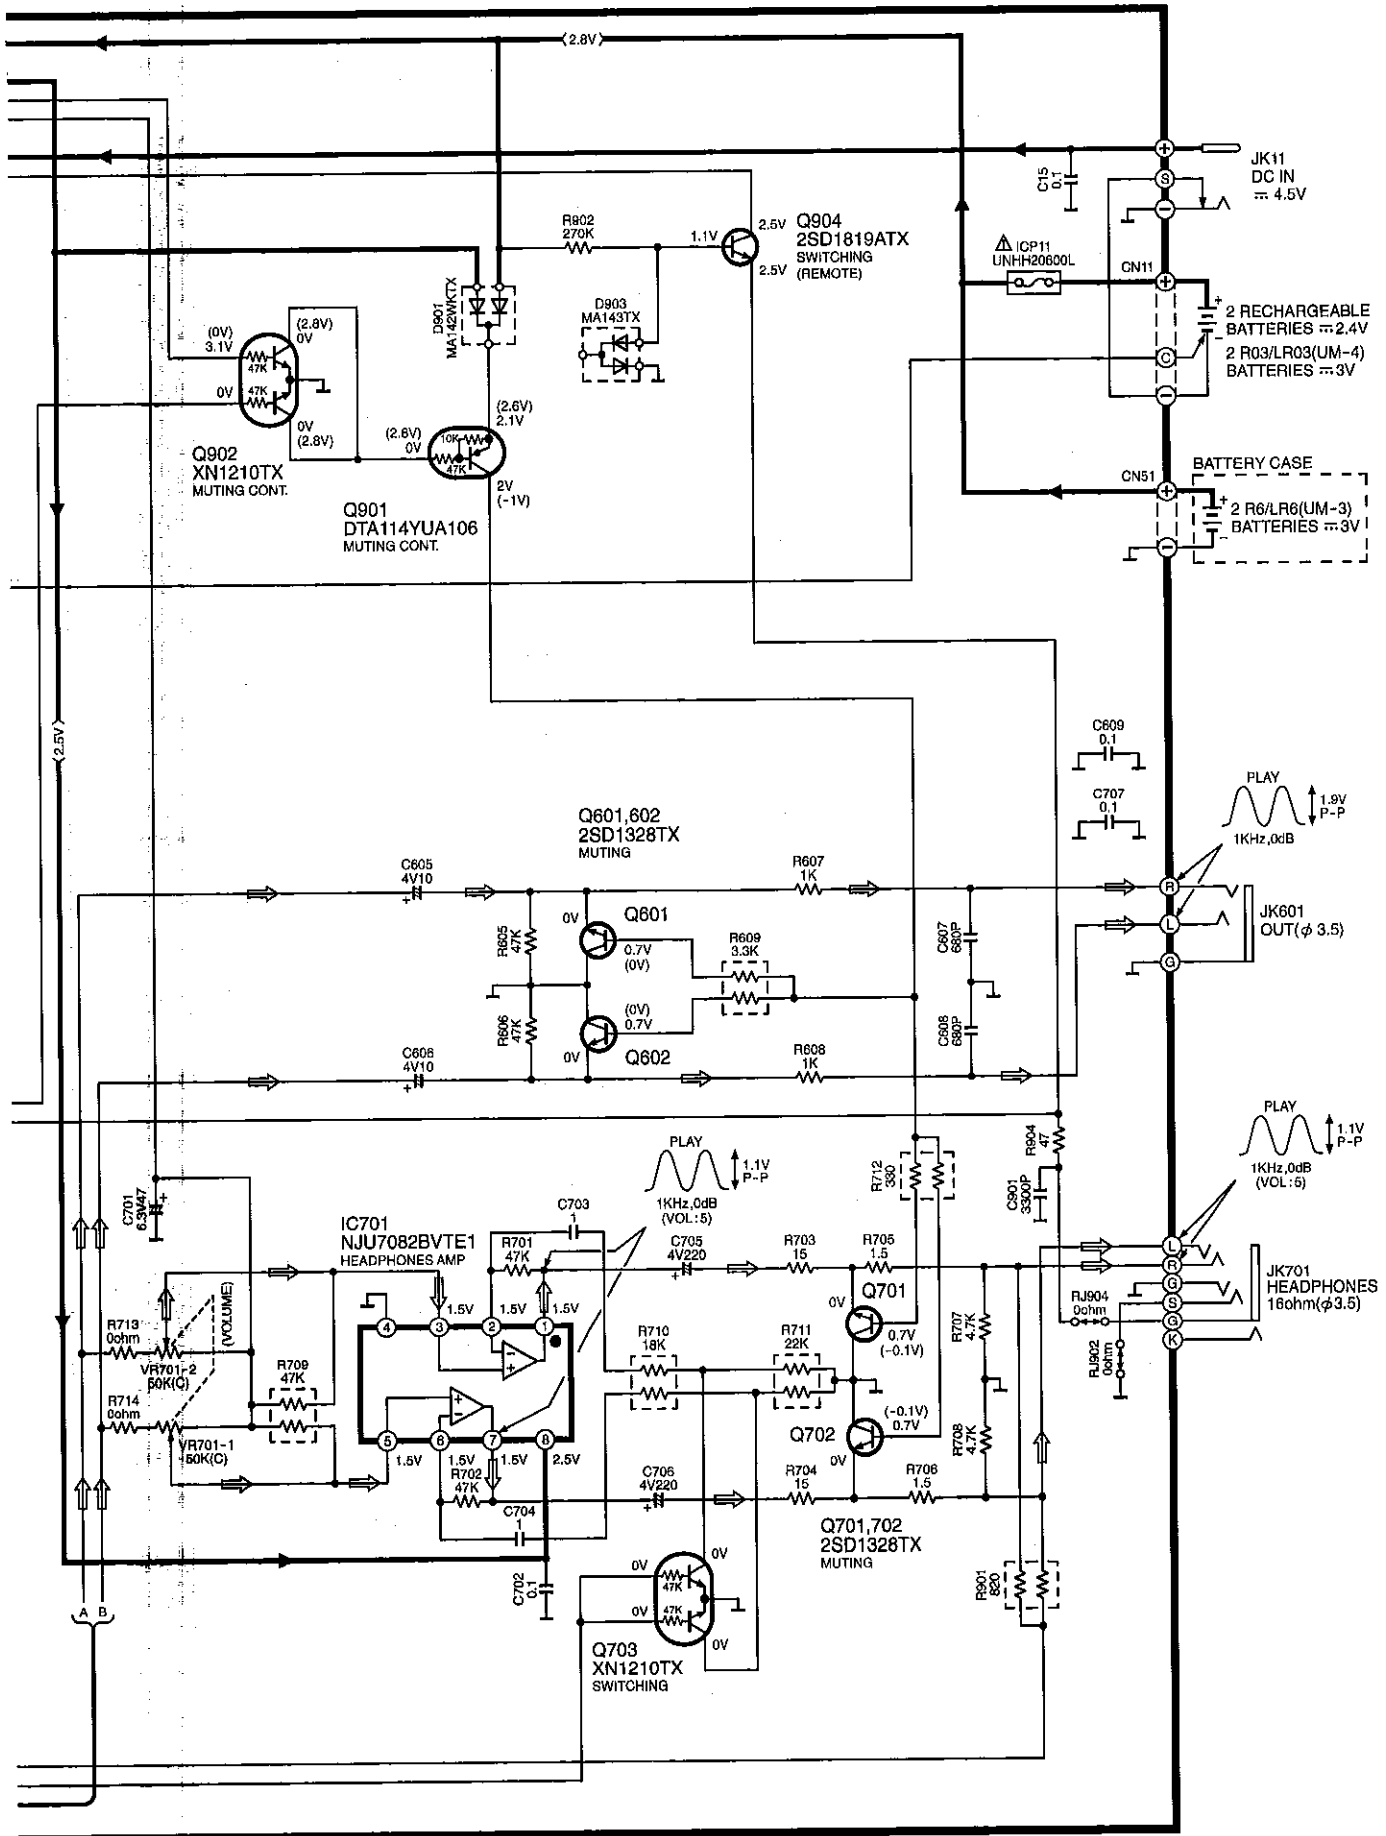 (2.8V)
JK11
DC IN
⎓ 4.5V
C15
0.1
R902
270K
1.1V
2.5V
2.5V
Q904
2SD1819ATX
SWITCHING
(REMOTE)
⚠ ICP11
UNHH20600L
CN11
+
S
−
+
C
−
+
−
2 RECHARGEABLE
BATTERIES ⎓ 2.4V
2 R03/LR03(UM-4)
BATTERIES ⎓ 3V
D901
MA142WKTX
D903
MA143TX
(0V)
3.1V
(2.8V)
0V
47K
47K
0V
0V
(2.8V)
Q902
XN1210TX
MUTING CONT.
(2.6V)
2.1V
0V
10K
47K
2V
(-1V)
Q901
DTA114YUA106
MUTING CONT.
CN51
BATTERY CASE
2 R6/LR6(UM-3)
BATTERIES ⎓ 3V
(2.5V)
C609
0.1
C707
0.1
PLAY
1.9V
P-P
1KHz,0dB
Q601,602
2SD1328TX
MUTING
C605
4V10
R607
1K
R
L
G
JK601
OUT(φ 3.5)
0V
Q601
0.7V
(0V)
R605
47K
R609
3.3K
C607
680P
R606
47K
(0V)
0.7V
0V
Q602
C608
680P
C606
4V10
R608
1K
R904
47
C901
3300P
PLAY
1.1V
P-P
1KHz,0dB
(VOL:5)
PLAY
1.1V
P-P
1KHz,0dB
(VOL:5)
R712
330
C701
6.3V47
IC701
NJU7082BVTE1
HEADPHONES AMP
R701
47K
C703
1
C705
4V220
R703
15
R705
1.5
L
R
G
S
G
K
JK701
HEADPHONES
16ohm(φ3.5)
RJ904
0ohm
RJ902
0ohm
(VOLUME)
R713
0ohm
VR701-2
50K(C)
R714
0ohm
VR701-1
50K(C)
R709
47K
4
3
2
1
1.5V
1.5V
1.5V
5
6
7
8
1.5V
1.5V
1.5V
2.5V
R702
47K
C704
1
C702
0.1
R710
18K
R711
22K
0V
Q701
0.7V
(-0.1V)
(-0.1V)
0.7V
Q702
0V
R707
4.7K
R708
4.7K
C706
4V220
R704
15
R706
1.5
Q701,702
2SD1328TX
MUTING
R901
820
0V
0V
0V
0V
47K
47K
Q703
XN1210TX
SWITCHING
A B